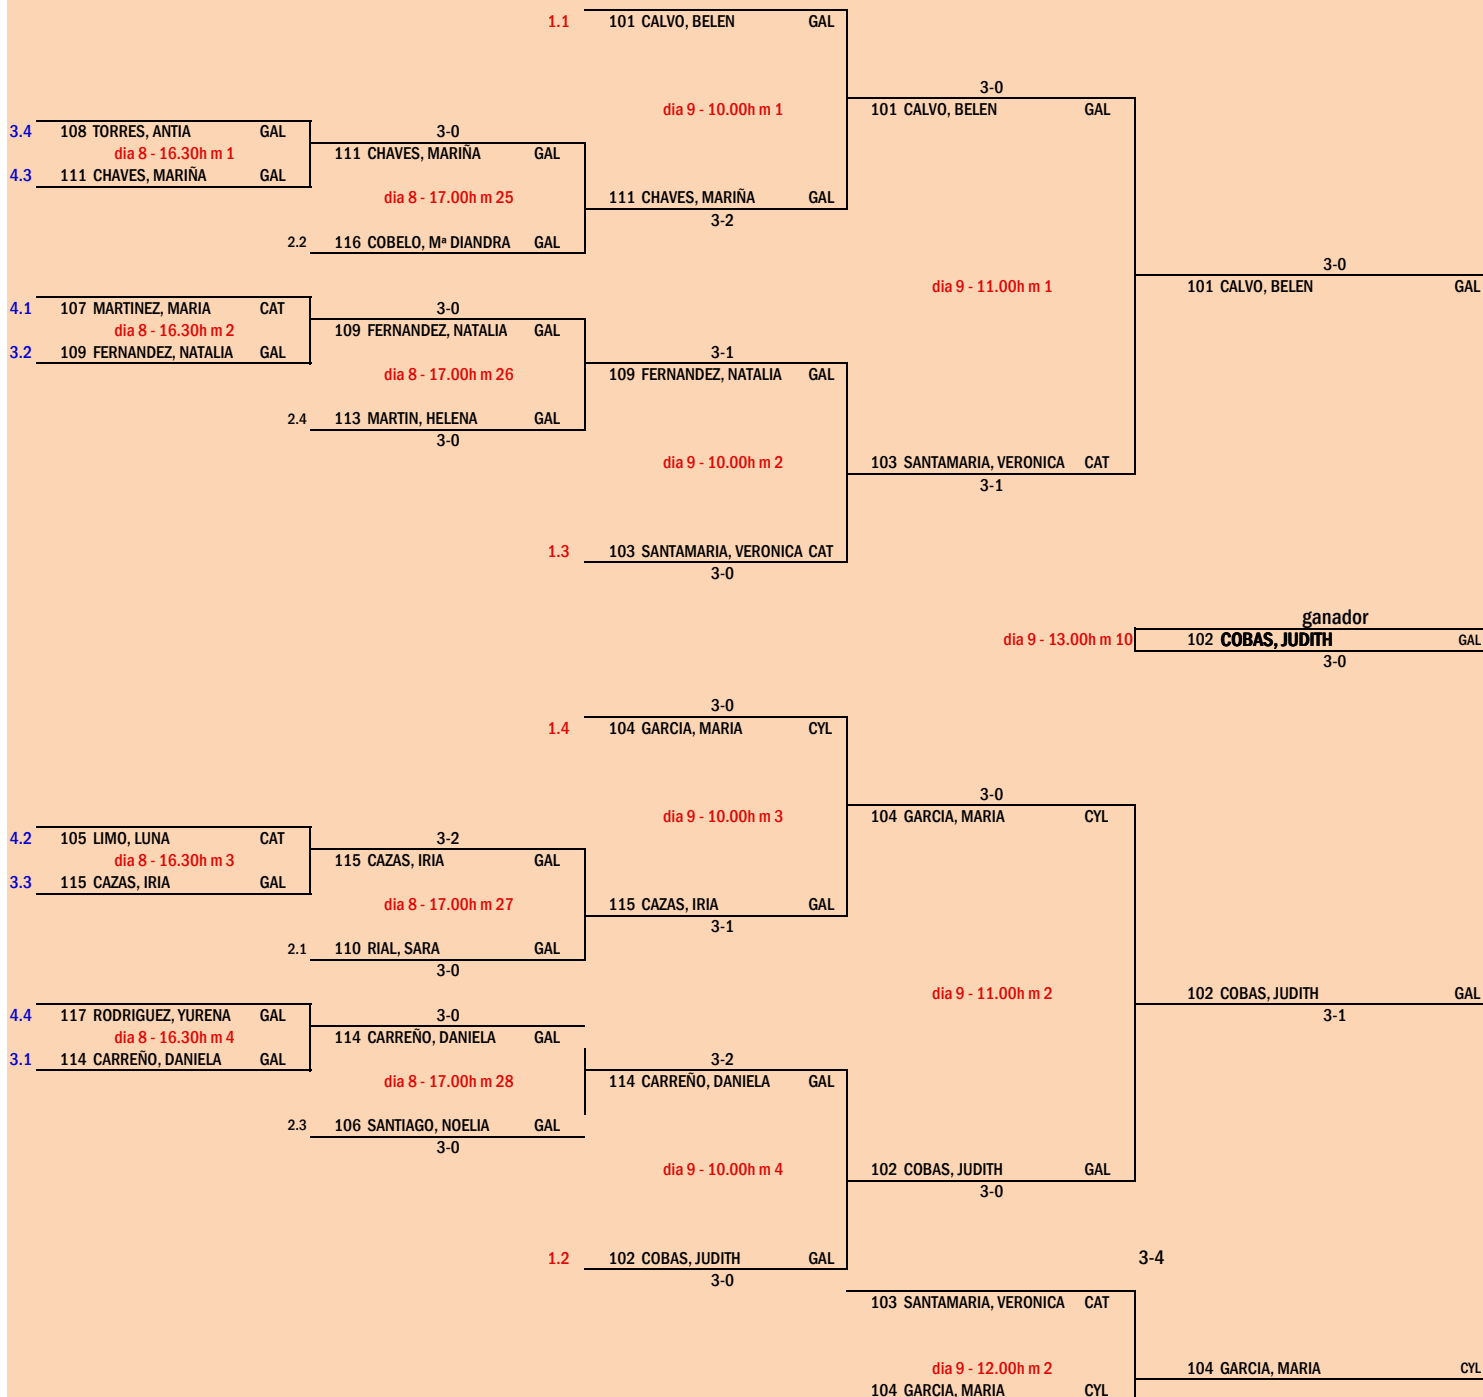 1.1 101 CALVO, BELEN GAL
3-0
dia 9 - 10.00h m 1 101 CALVO, BELEN GAL
3.4 108 TORRES, ANTIA GAL 3-0
dia 8 - 16.30h m 1 111 CHAVES, MARIÑA GAL
4.3 111 CHAVES, MARIÑA GAL
dia 8 - 17.00h m 25 111 CHAVES, MARIÑA GAL
3-2
2.2 116 COBELO, Mª DIANDRA GAL
3-0
dia 9 - 11.00h m 1 101 CALVO, BELEN GAL
4.1 107 MARTINEZ, MARIA CAT 3-0
dia 8 - 16.30h m 2 109 FERNANDEZ, NATALIA GAL
3.2 109 FERNANDEZ, NATALIA GAL 3-1
dia 8 - 17.00h m 26 109 FERNANDEZ, NATALIA GAL
2.4 113 MARTIN, HELENA GAL
3-0
dia 9 - 10.00h m 2 103 SANTAMARIA, VERONICA CAT
3-1
1.3 103 SANTAMARIA, VERONICA CAT
3-0
ganador
dia 9 - 13.00h m 10 102 COBAS, JUDITH GAL
3-0
3-0
1.4 104 GARCIA, MARIA CYL
3-0
dia 9 - 10.00h m 3 104 GARCIA, MARIA CYL
4.2 105 LIMO, LUNA CAT 3-2
dia 8 - 16.30h m 3 115 CAZAS, IRIA GAL
3.3 115 CAZAS, IRIA GAL
dia 8 - 17.00h m 27 115 CAZAS, IRIA GAL
3-1
2.1 110 RIAL, SARA GAL
3-0
dia 9 - 11.00h m 2 102 COBAS, JUDITH GAL
4.4 117 RODRIGUEZ, YURENA GAL 3-0 3-1
dia 8 - 16.30h m 4 114 CARREÑO, DANIELA GAL
3.1 114 CARREÑO, DANIELA GAL 3-2
dia 8 - 17.00h m 28 114 CARREÑO, DANIELA GAL
2.3 106 SANTIAGO, NOELIA GAL
3-0
dia 9 - 10.00h m 4 102 COBAS, JUDITH GAL
3-0
1.2 102 COBAS, JUDITH GAL 3-4
3-0
103 SANTAMARIA, VERONICA CAT
dia 9 - 12.00h m 2 104 GARCIA, MARIA CYL
104 GARCIA, MARIA CYL